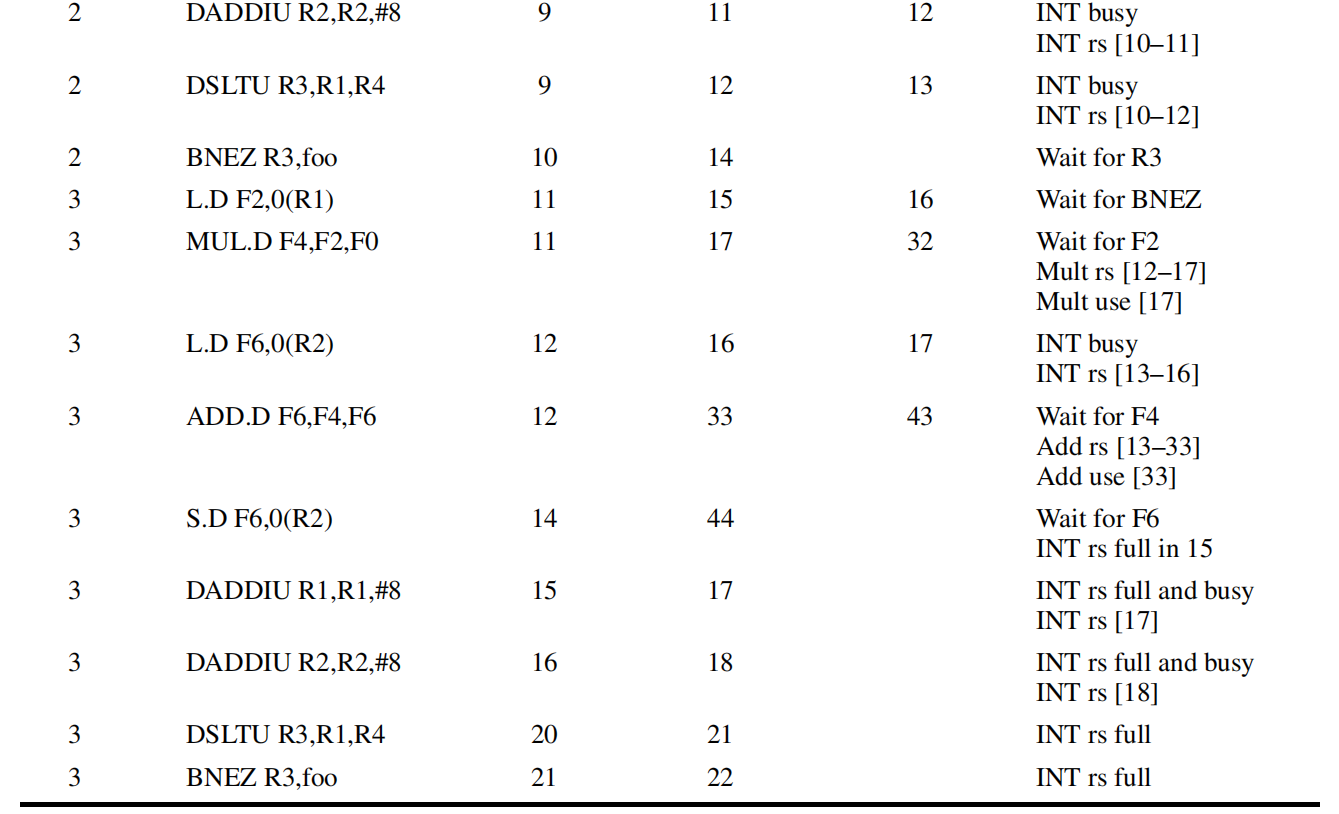 2 DADDIU R2,R2,#8 9 11 12 INT busy
INT rs [10–11]
2 DSLTU R3,R1,R4 9 12 13 INT busy
INT rs [10–12]
2 BNEZ R3,foo 10 14 Wait for R3
3 L.D F2,0(R1) 11 15 16 Wait for BNEZ
3 MUL.D F4,F2,F0 11 17 32 Wait for F2
Mult rs [12–17]
Mult use [17]
3 L.D F6,0(R2) 12 16 17 INT busy
INT rs [13–16]
3 ADD.D F6,F4,F6 12 33 43 Wait for F4
Add rs [13–33]
Add use [33]
3 S.D F6,0(R2) 14 44 Wait for F6
INT rs full in 15
3 DADDIU R1,R1,#8 15 17 INT rs full and busy
INT rs [17]
3 DADDIU R2,R2,#8 16 18 INT rs full and busy
INT rs [18]
3 DSLTU R3,R1,R4 20 21 INT rs full
3 BNEZ R3,foo 21 22 INT rs full